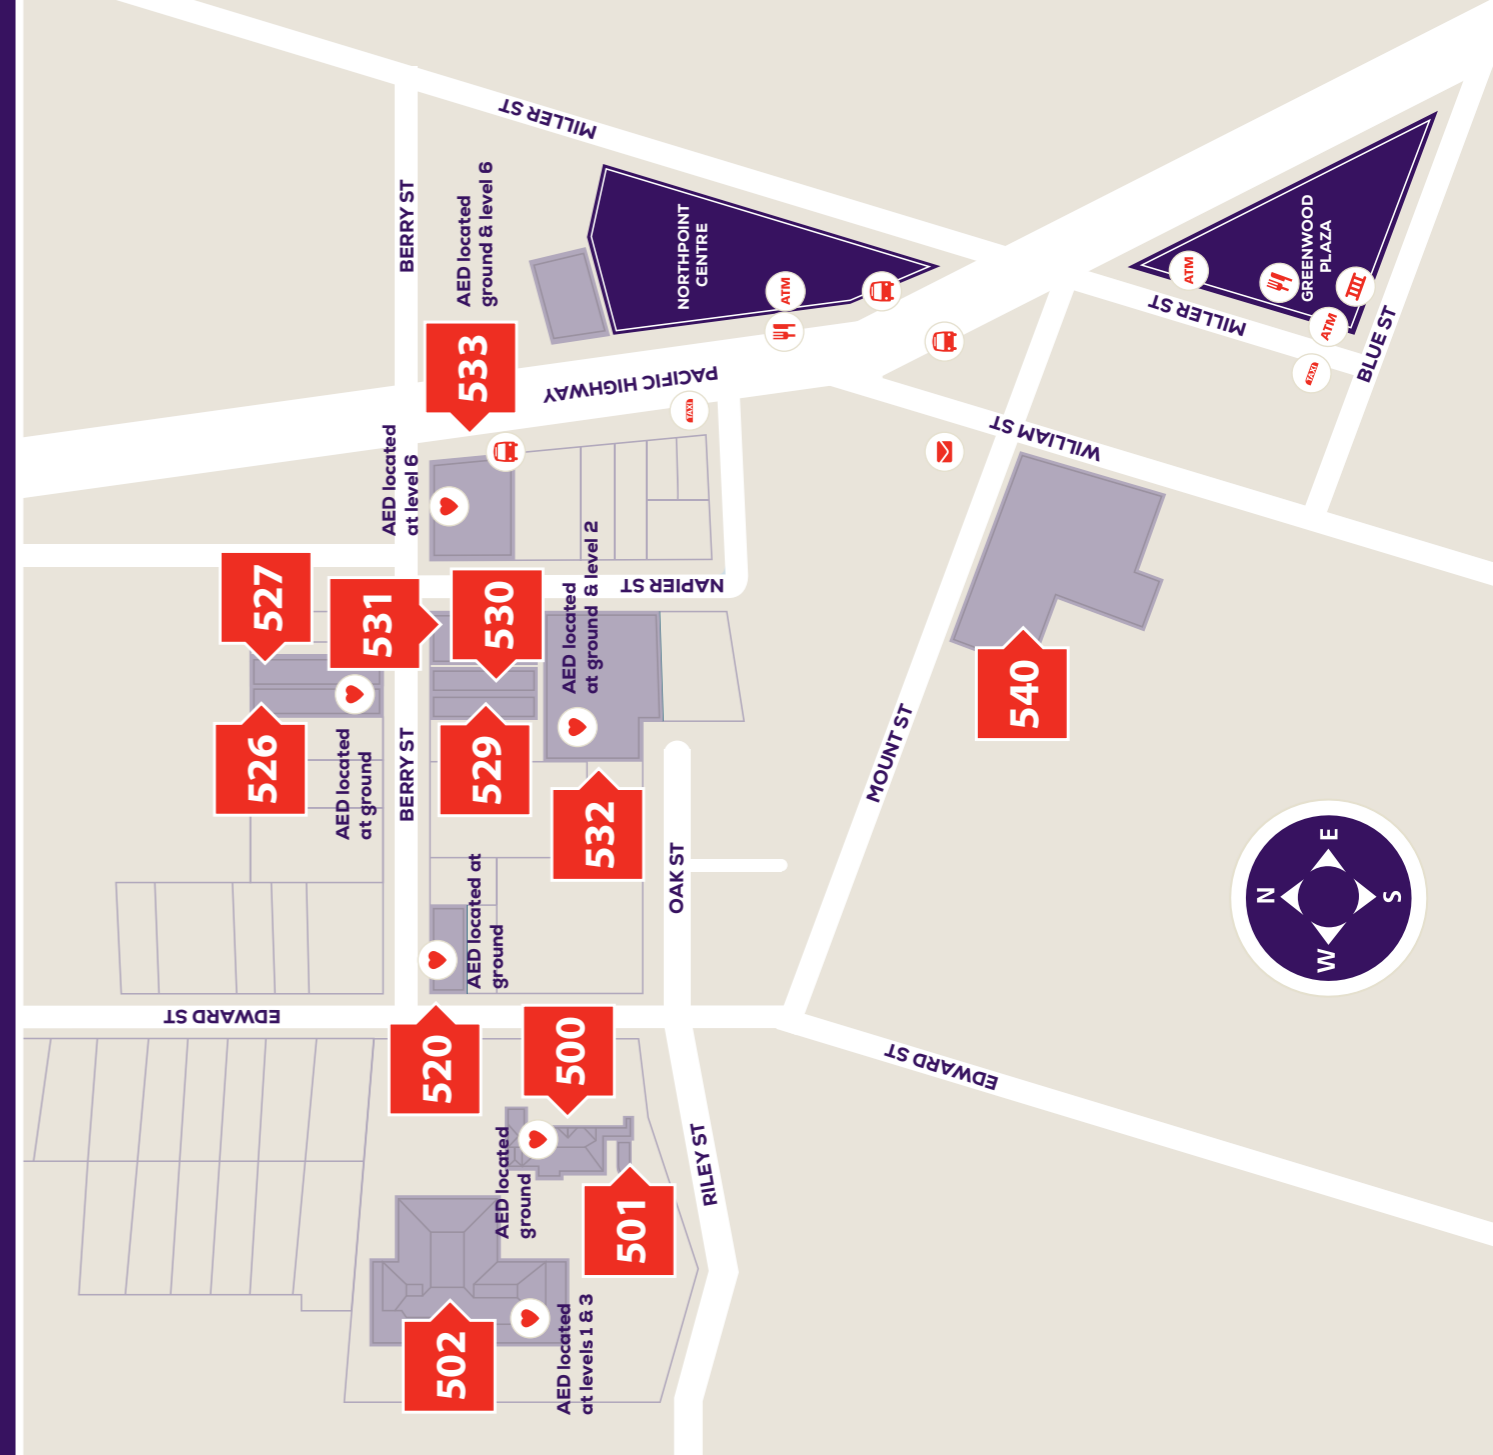 MILLER ST
BERRY ST
AED located
ground & level 6
NORTHPOINT
CENTRE
ATM
533
PACIFIC HIGHWAY
TAXI
AED located
at level 6
GREENWOOD
PLAZA
ATM
ATM
MILLER ST
TAXI
BLUE ST
WILLIAM ST
527
531
530
NAPIER ST
AED located
at ground & level 2
526
AED located
at ground
BERRY ST
529
532
540
MOUNT ST
OAK ST
AED located at
ground
EDWARD ST
520
500
EDWARD ST
N
E
S
W
AED located
ground
501
RILEY ST
502
AED located
at levels 1 & 3